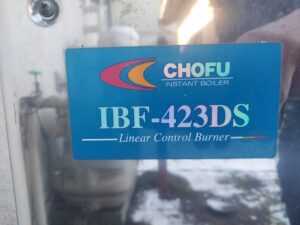 CHOFU
INSTANT BOILER
IBF-423DS
Linear Control Burner